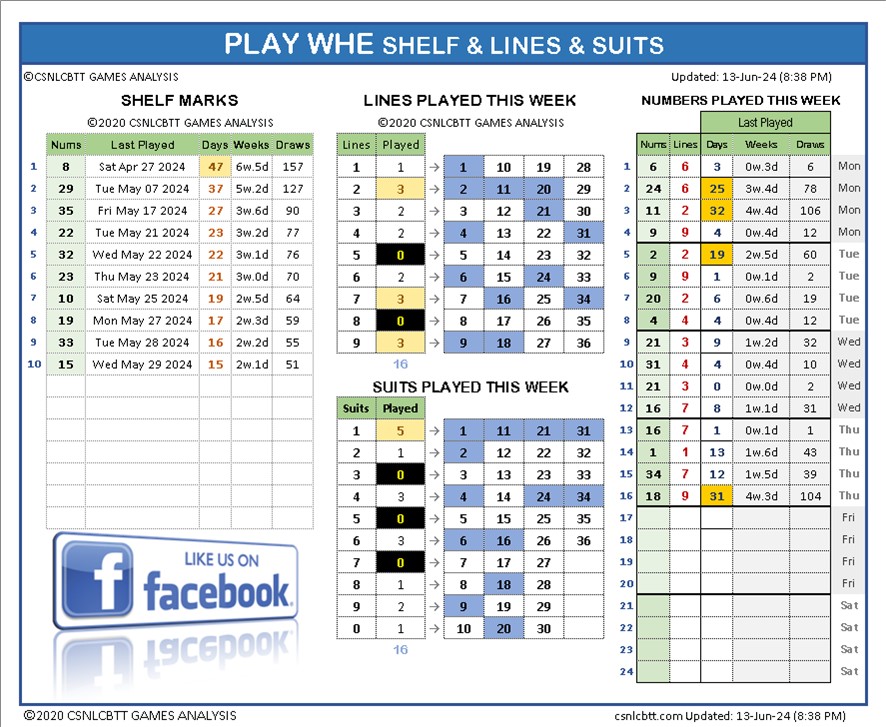 PLAY WHE SHELF & LINES & SUITS
©CSNLCBTT GAMES ANALYSIS
Updated: 13-Jun-24 (8:38 PM)
SHELF MARKS
©2020 CSNLCBTT GAMES ANALYSIS
Nums Last Played Days Weeks Draws
1 8 Sat Apr 27 2024 47 6w.5d 157
2 29 Tue May 07 2024 37 5w.2d 127
3 35 Fri May 17 2024 27 3w.6d 90
4 22 Tue May 21 2024 23 3w.2d 77
5 32 Wed May 22 2024 22 3w.1d 76
6 23 Thu May 23 2024 21 3w.0d 70
7 10 Sat May 25 2024 19 2w.5d 64
8 19 Mon May 27 2024 17 2w.3d 59
9 33 Tue May 28 2024 16 2w.2d 55
10 15 Wed May 29 2024 15 2w.1d 51
LIKE US ON
f facebook.
LINES PLAYED THIS WEEK
©2020 CSNLCBTT GAMES ANALYSIS
Lines Played
1 1 → 1 10 19 28
2 3 → 2 11 20 29
3 2 → 3 12 21 30
4 2 → 4 13 22 31
5 0 → 5 14 23 32
6 2 → 6 15 24 33
7 3 → 7 16 25 34
8 0 → 8 17 26 35
9 3 → 9 18 27 36
16
SUITS PLAYED THIS WEEK
Suits Played
1 5 → 1 11 21 31
2 1 → 2 12 22 32
3 0 → 3 13 23 33
4 3 → 4 14 24 34
5 0 → 5 15 25 35
6 3 → 6 16 26 36
7 0 → 7 17 27
8 1 → 8 18 28
9 2 → 9 19 29
0 1 → 10 20 30
16
NUMBERS PLAYED THIS WEEK
Last Played
Nums Lines Days Weeks Draws
1 6 6 3 0w.3d 6 Mon
2 24 6 25 3w.4d 78 Mon
3 11 2 32 4w.4d 106 Mon
4 9 9 4 0w.4d 12 Mon
5 2 2 19 2w.5d 60 Tue
6 9 9 1 0w.1d 2 Tue
7 20 2 6 0w.6d 19 Tue
8 4 4 4 0w.4d 12 Tue
9 21 3 9 1w.2d 32 Wed
10 31 4 4 0w.4d 10 Wed
11 21 3 0 0w.0d 2 Wed
12 16 7 8 1w.1d 31 Wed
13 16 7 1 0w.1d 1 Thu
14 1 1 13 1w.6d 43 Thu
15 34 7 12 1w.5d 39 Thu
16 18 9 31 4w.3d 104 Thu
17 Fri
18 Fri
19 Fri
20 Fri
21 Sat
22 Sat
23 Sat
24 Sat
©2020 CSNLCBTT GAMES ANALYSIS
csnlcbtt.com Updated: 13-Jun-24 (8:38 PM)